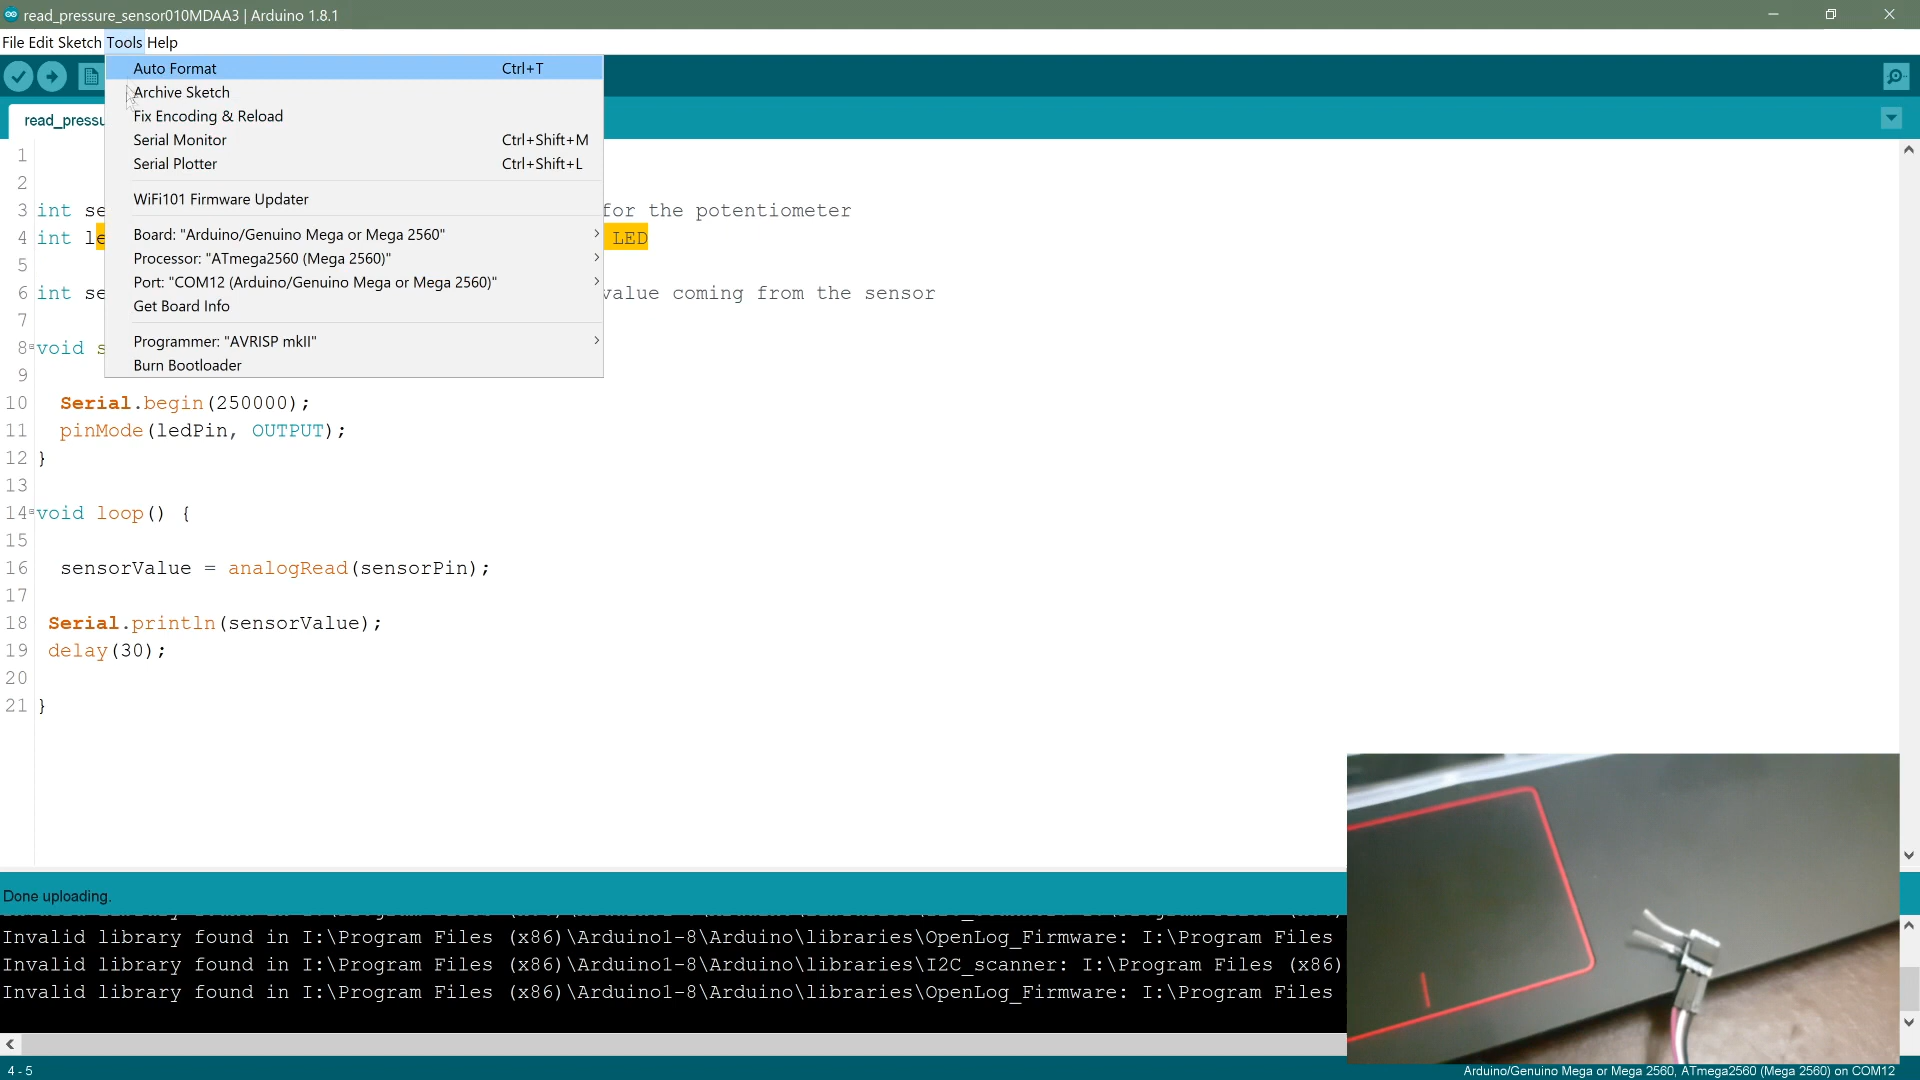 read_pressure_sensor010MDAA3 | Arduino 1.8.1
File Edit Sketch Tools Help
Auto Format Ctrl+T
Archive Sketch
Fix Encoding & Reload
Serial Monitor Ctrl+Shift+M
Serial Plotter Ctrl+Shift+L
WiFi101 Firmware Updater
Board: "Arduino/Genuino Mega or Mega 2560"
Processor: "ATmega2560 (Mega 2560)"
Port: "COM12 (Arduino/Genuino Mega or Mega 2560)"
Get Board Info
Programmer: "AVRISP mkII"
Burn Bootloader
read_pressu
1
2
3 int se for the potentiometer
4 int le LED
5
6 int se value coming from the sensor
7
8 void s
9
10 Serial.begin(250000);
11 pinMode(ledPin, OUTPUT);
12 }
13
14 void loop() {
15
16 sensorValue = analogRead(sensorPin);
17
18 Serial.println(sensorValue);
19 delay(30);
20
21 }
Done uploading.
Invalid library found in I:\Program Files (x86)\Arduino1-8\Arduino\libraries\OpenLog_Firmware: I:\Program Files
Invalid library found in I:\Program Files (x86)\Arduino1-8\Arduino\libraries\I2C_scanner: I:\Program Files (x86)
Invalid library found in I:\Program Files (x86)\Arduino1-8\Arduino\libraries\OpenLog_Firmware: I:\Program Files
4 - 5
Arduino/Genuino Mega or Mega 2560, ATmega2560 (Mega 2560) on COM12